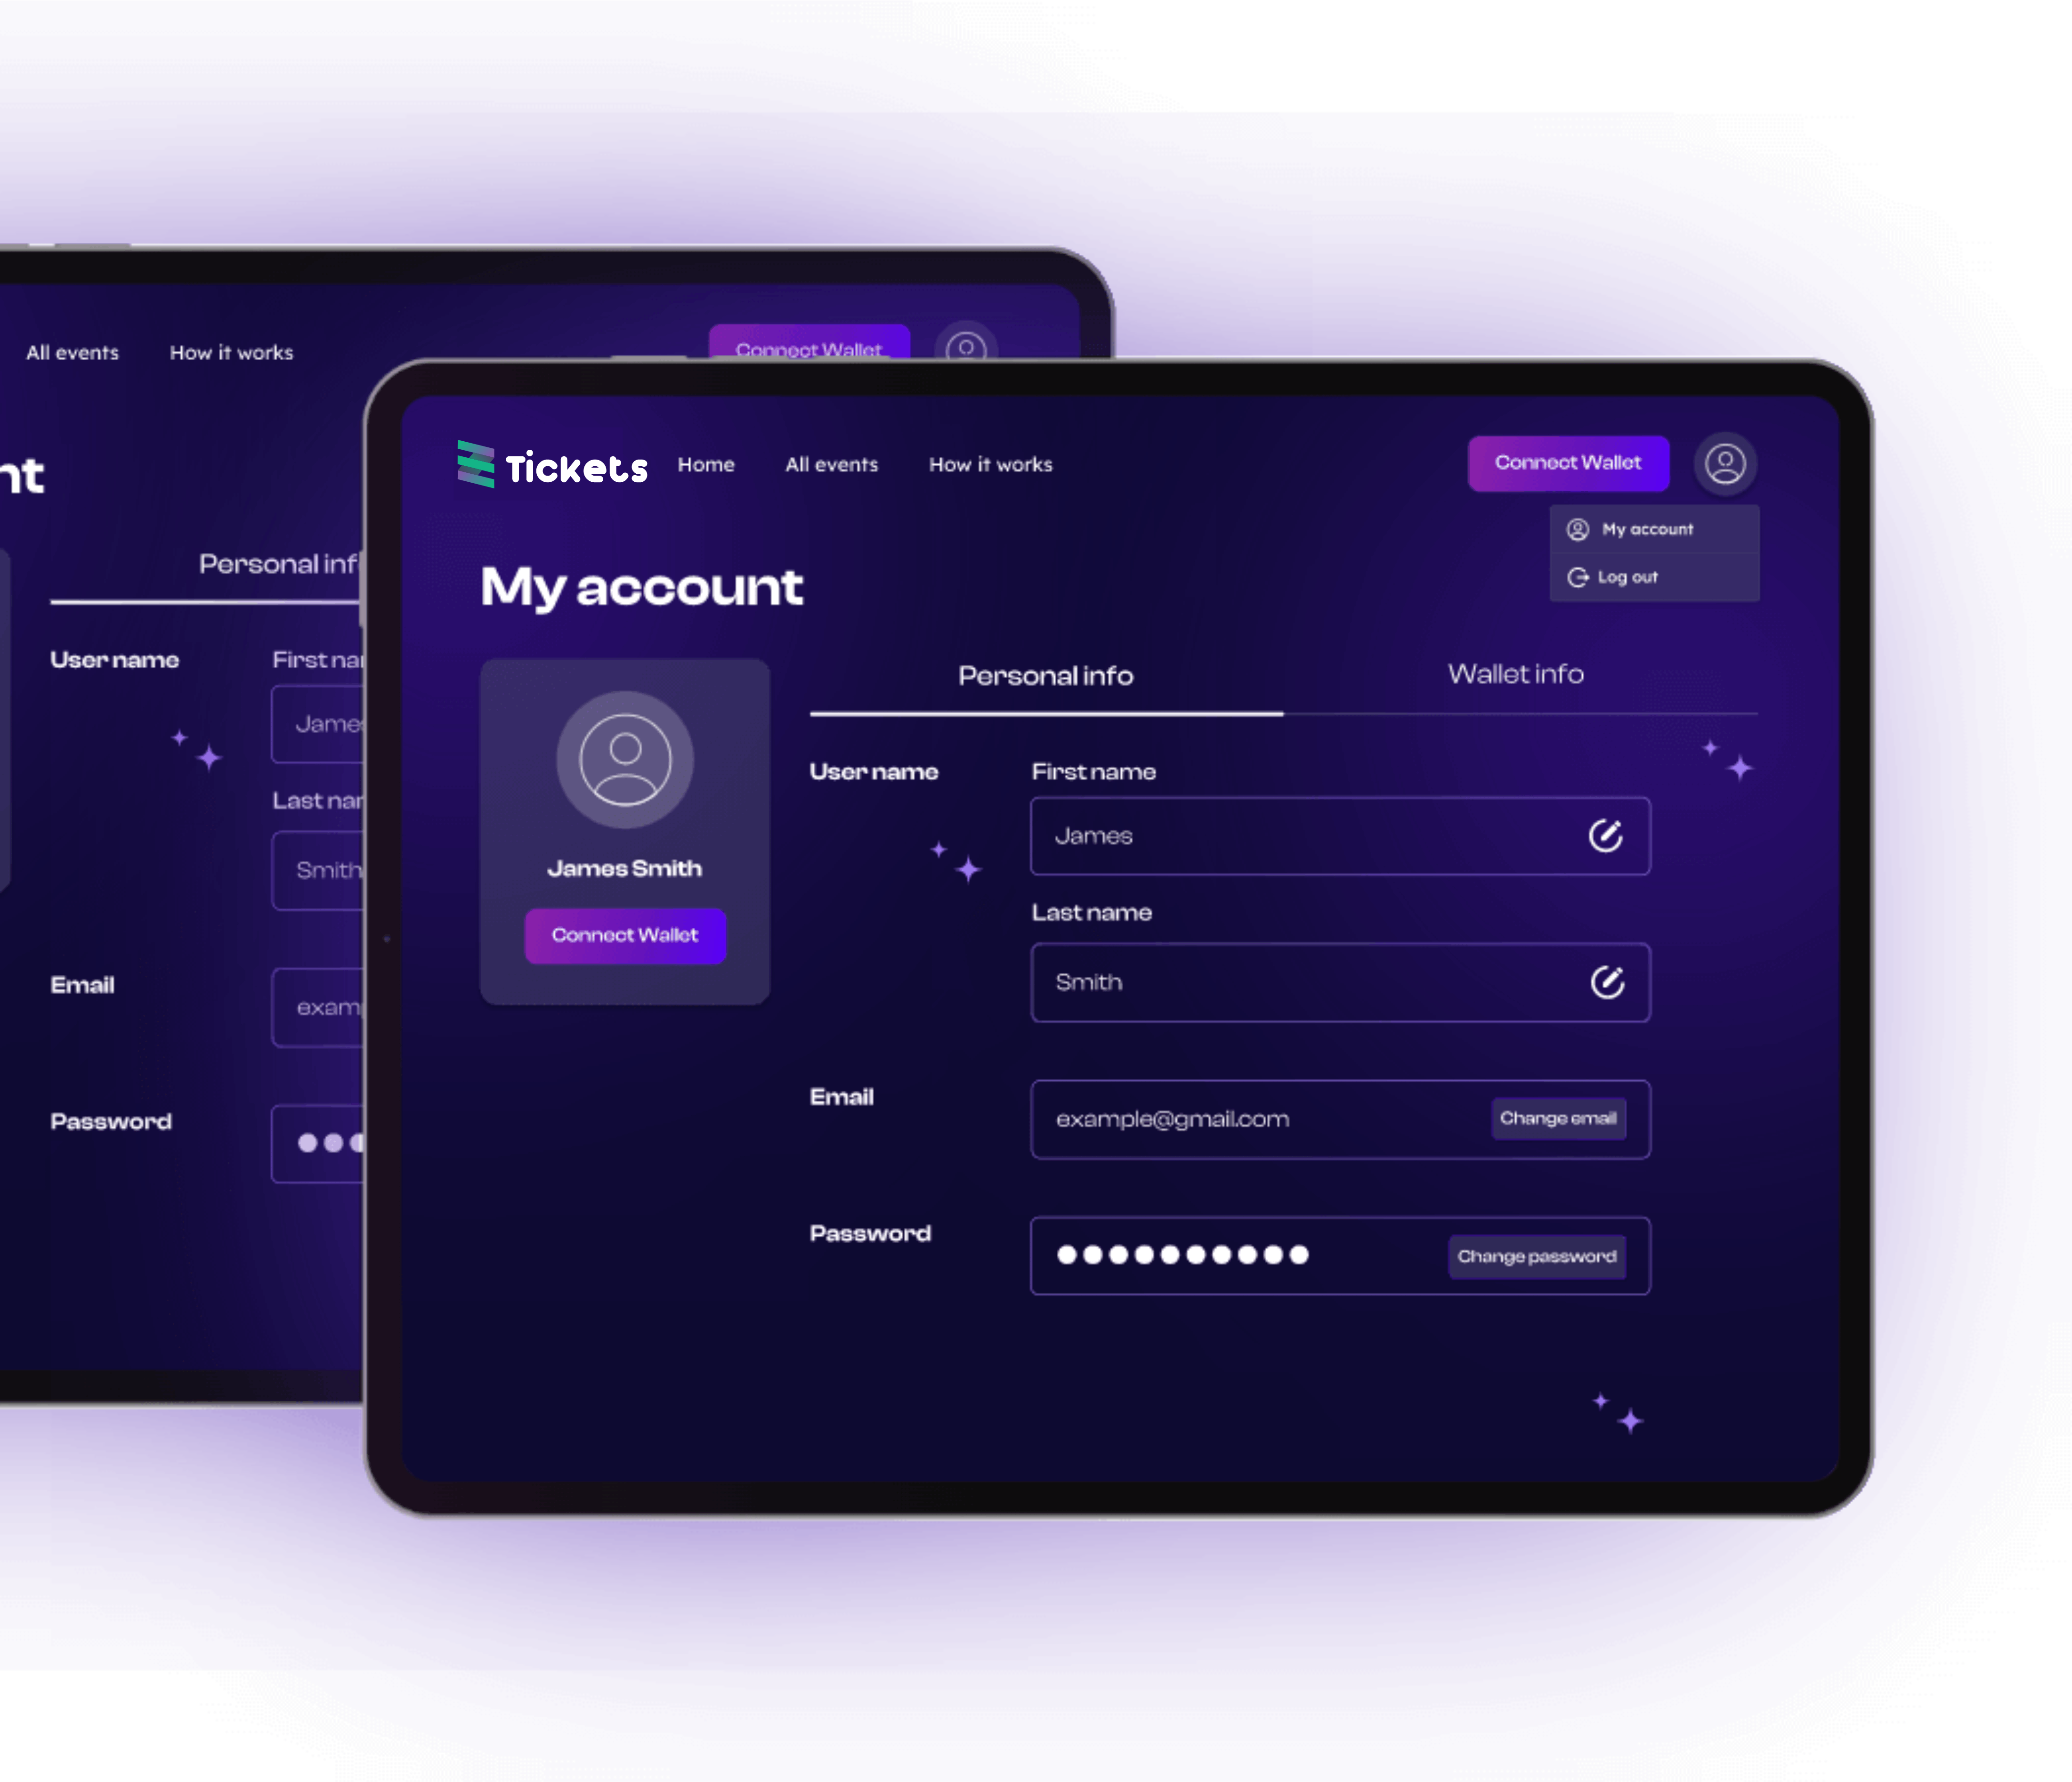 All events How it works Connect Wallet
nt
Personal inf
User name First nar
James
Last nar
Smith
Email
examp
Password
Tickets Home All events How it works Connect Wallet
My account
Log out
My account
Personal info Wallet info
James Smith
Connect Wallet
User name First name
James
Last name
Smith
Email example@gmail.com Change email
Password Change password